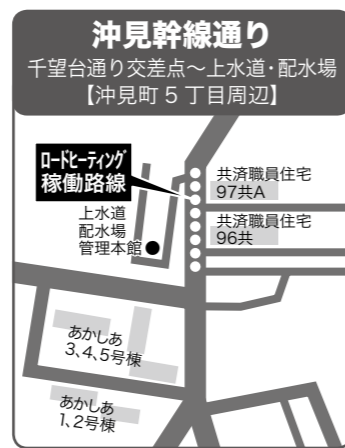 沖見幹線通り
千望台通り交差点～上水道・配水場
【沖見町５丁目周辺】
ロードヒーティング
稼働路線
共済職員住宅
97共A
上水道
配水場
管理本館
共済職員住宅
96共
あかしあ
3、4、5号棟
あかしあ
1、2号棟